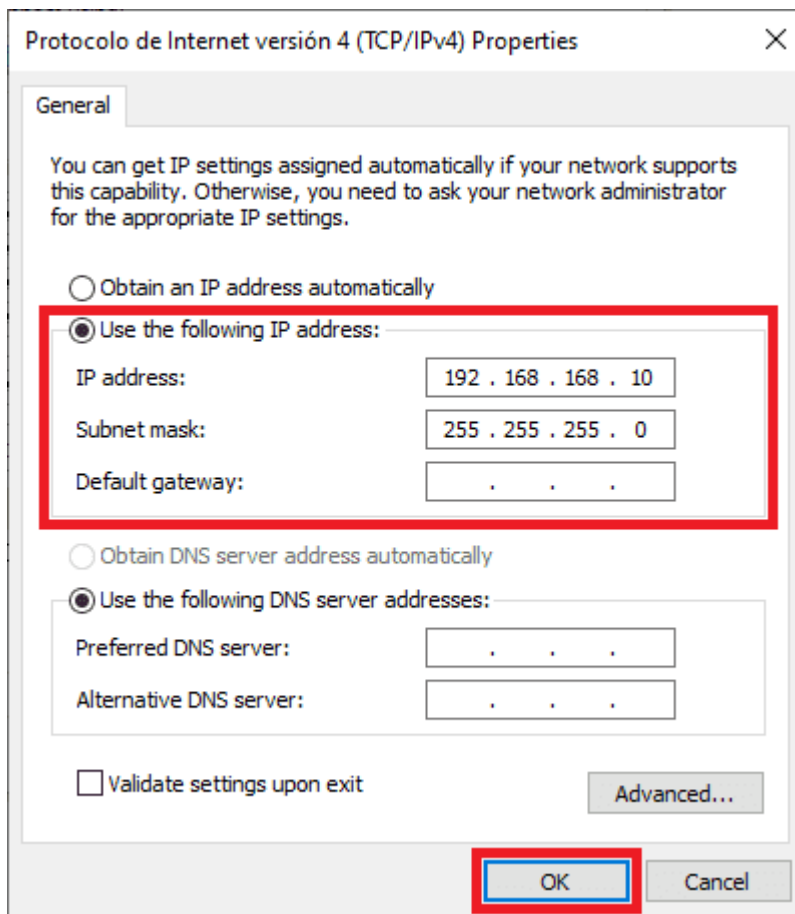 Protocolo de Internet versión 4 (TCP/IPv4) Properties
General
You can get IP settings assigned automatically if your network supports
this capability. Otherwise, you need to ask your network administrator
for the appropriate IP settings.
Obtain an IP address automatically
Use the following IP address:
IP address: 192 . 168 . 168 . 10
Subnet mask: 255 . 255 . 255 . 0
Default gateway: . . .
Obtain DNS server address automatically
Use the following DNS server addresses:
Preferred DNS server: . . .
Alternative DNS server: . . .
Validate settings upon exit
Advanced...
OK Cancel